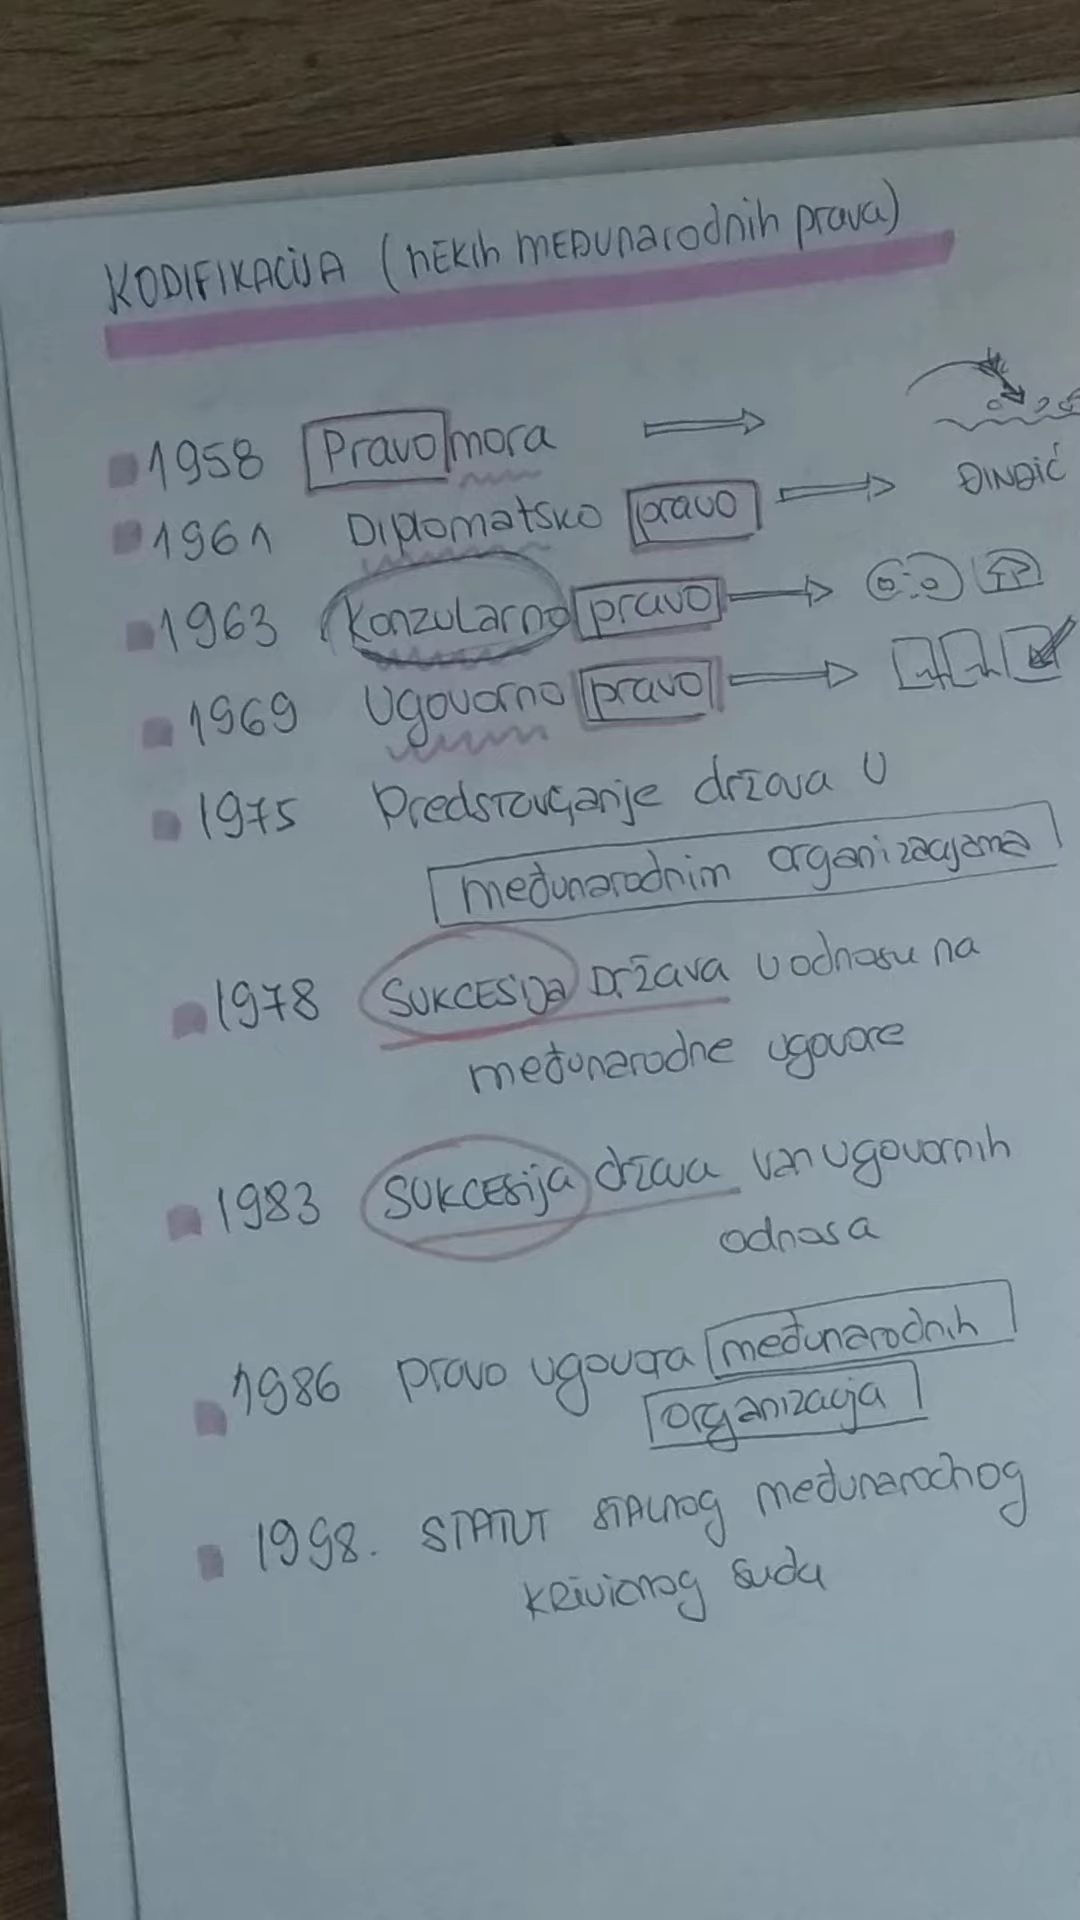 KODIFIKACIJA (nekih međunarodnih prava)
1958 Pravo mora
1961 Diplomatsko pravo
ĐINĐIĆ
1963 Konzularno pravo
1969 Ugovorno pravo
1975 Predstavljanje država u
međunarodnim organizacijama
1978 SUKCESIJA Država u odnosu na
međunarodne ugovore
1983 SUKCESIJA država van ugovornih
odnosa
1986 pravo ugovora međunarodnih
organizacija
1998. STATUT STALNOG međunarodnog
KRIVIČNOG suda